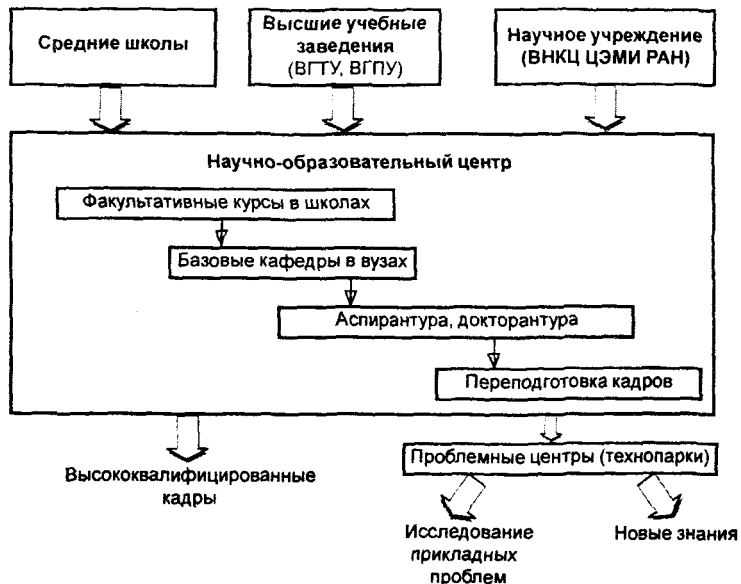 Средние школы
Высшие учебные
заведения
(ВГТУ, ВГПУ)
Научное учреждение
(ВНКЦ ЦЭМИ РАН)
Научно-образовательный центр
Факультативные курсы в школах
Базовые кафедры в вузах
Аспирантура, докторантура
Переподготовка кадров
Высококвалифицированные
кадры
Проблемные центры (технопарки)
Исследование
прикладных
проблем
Новые знания